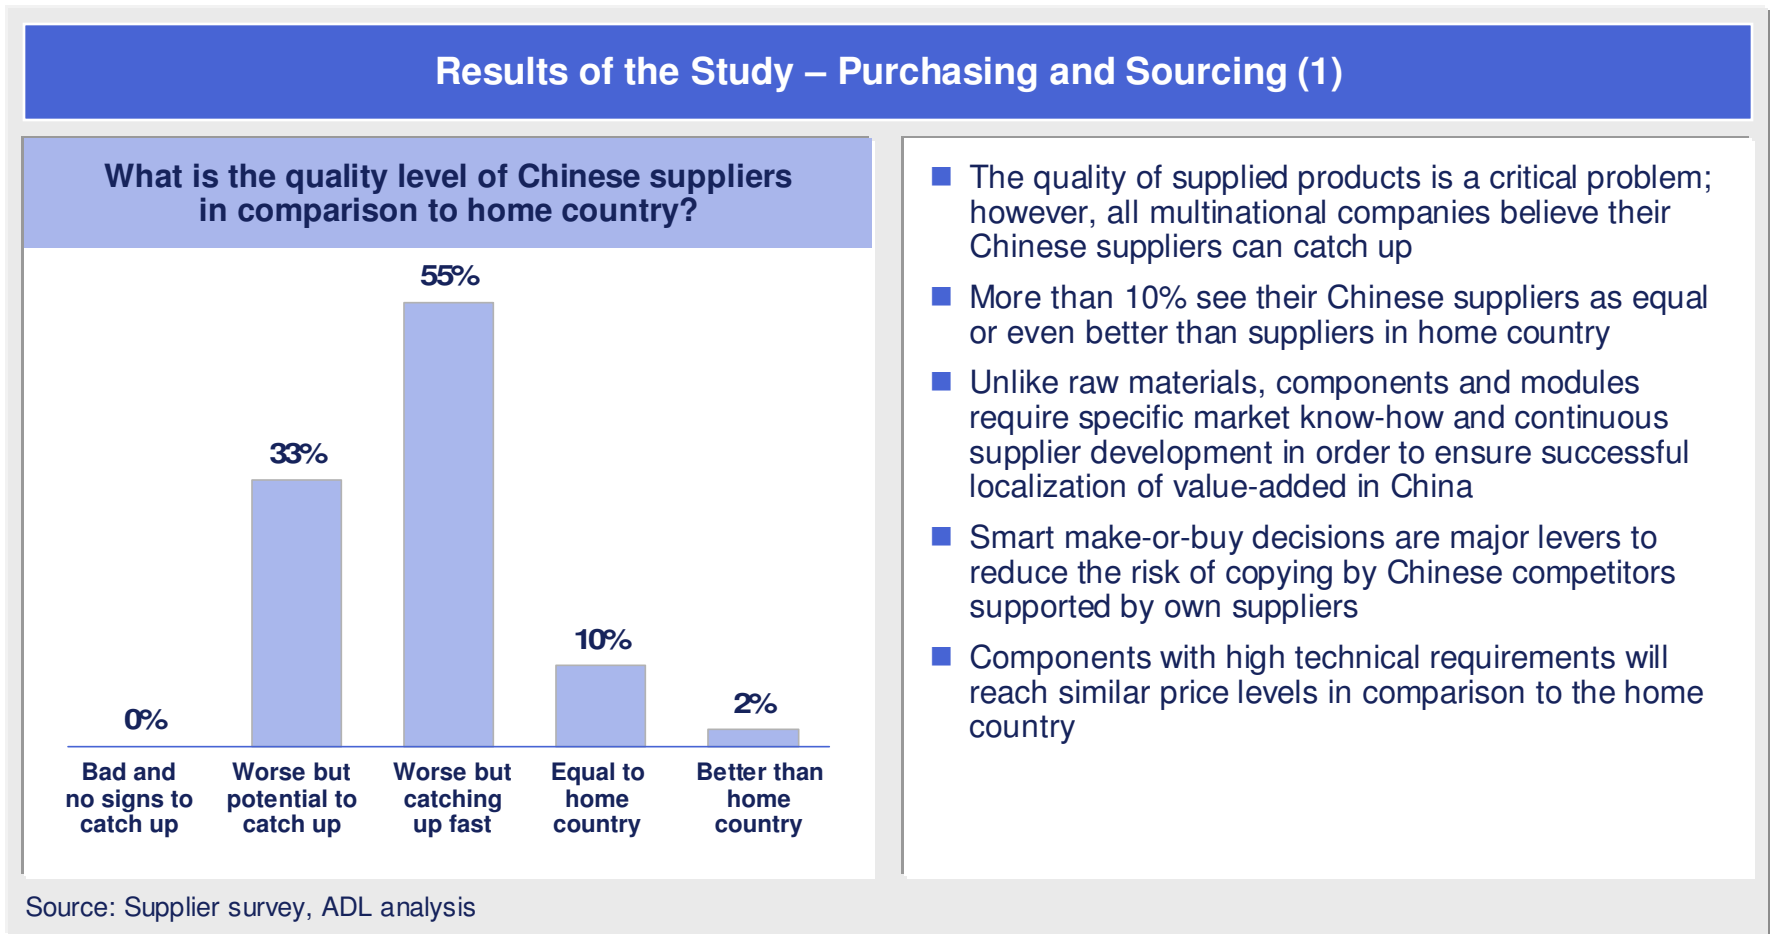 Results of the Study – Purchasing and Sourcing (1)
What is the quality level of Chinese suppliers
in comparison to home country?
0%
33%
55%
10%
2%
Bad and
no signs to
catch up
Worse but
potential to
catch up
Worse but
catching
up fast
Equal to
home
country
Better than
home
country
The quality of supplied products is a critical problem;
however, all multinational companies believe their
Chinese suppliers can catch up
More than 10% see their Chinese suppliers as equal
or even better than suppliers in home country
Unlike raw materials, components and modules
require specific market know-how and continuous
supplier development in order to ensure successful
localization of value-added in China
Smart make-or-buy decisions are major levers to
reduce the risk of copying by Chinese competitors
supported by own suppliers
Components with high technical requirements will
reach similar price levels in comparison to the home
country
Source: Supplier survey, ADL analysis